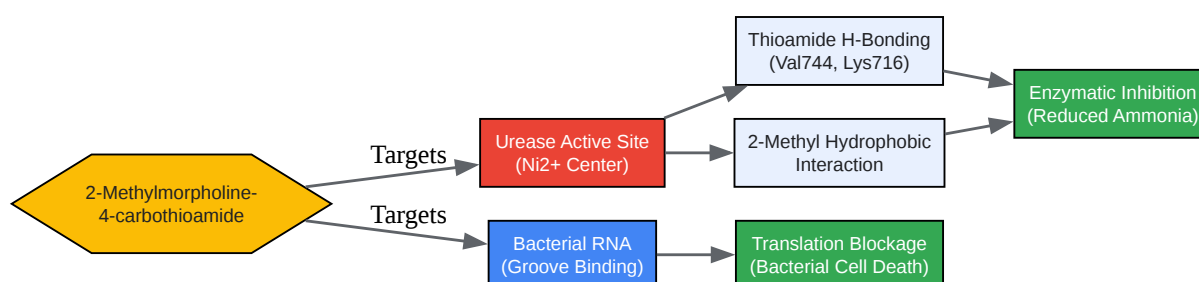 2-Methylmorpholine-
4-carbothioamide
Targets
Targets
Urease Active Site
(Ni2+ Center)
Bacterial RNA
(Groove Binding)
Thioamide H-Bonding
(Val744, Lys716)
2-Methyl Hydrophobic
Interaction
Translation Blockage
(Bacterial Cell Death)
Enzymatic Inhibition
(Reduced Ammonia)